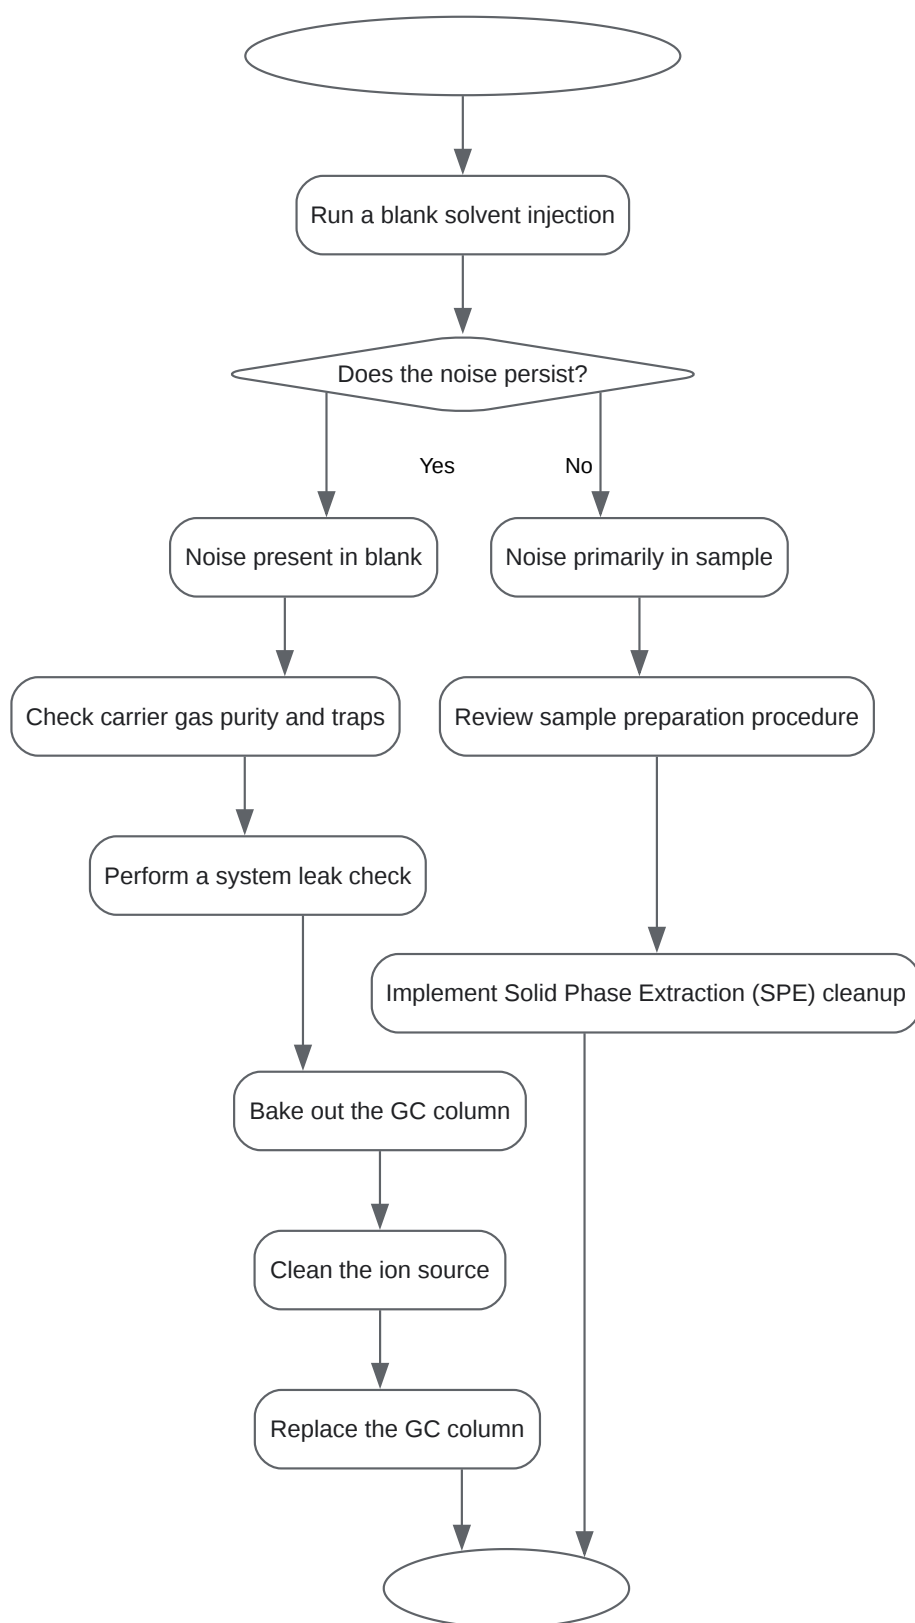 Run a blank solvent injection
Does the noise persist?
Yes
No
Noise present in blank
Noise primarily in sample
Check carrier gas purity and traps
Review sample preparation procedure
Perform a system leak check
Implement Solid Phase Extraction (SPE) cleanup
Bake out the GC column
Clean the ion source
Replace the GC column